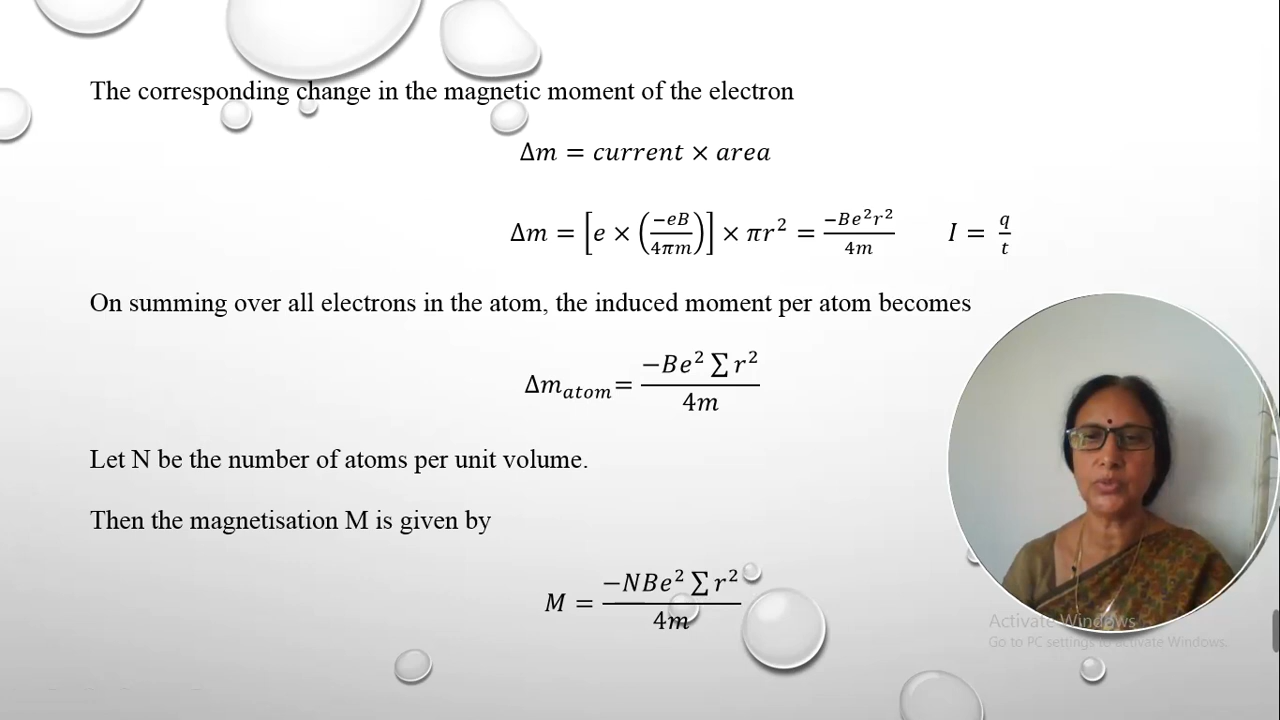 The corresponding change in the magnetic moment of the electron
Δm = current × area
Δm = [e × (−eB/4πm)] × πr² = −Be²r²/4m I = q/t
On summing over all electrons in the atom, the induced moment per atom becomes
Δm_atom = −Be² ∑ r²/4m
Let N be the number of atoms per unit volume.
Then the magnetisation M is given by
M = −NBe² ∑ r²/4m
Activate Windows
Go to PC settings to activate Windows.